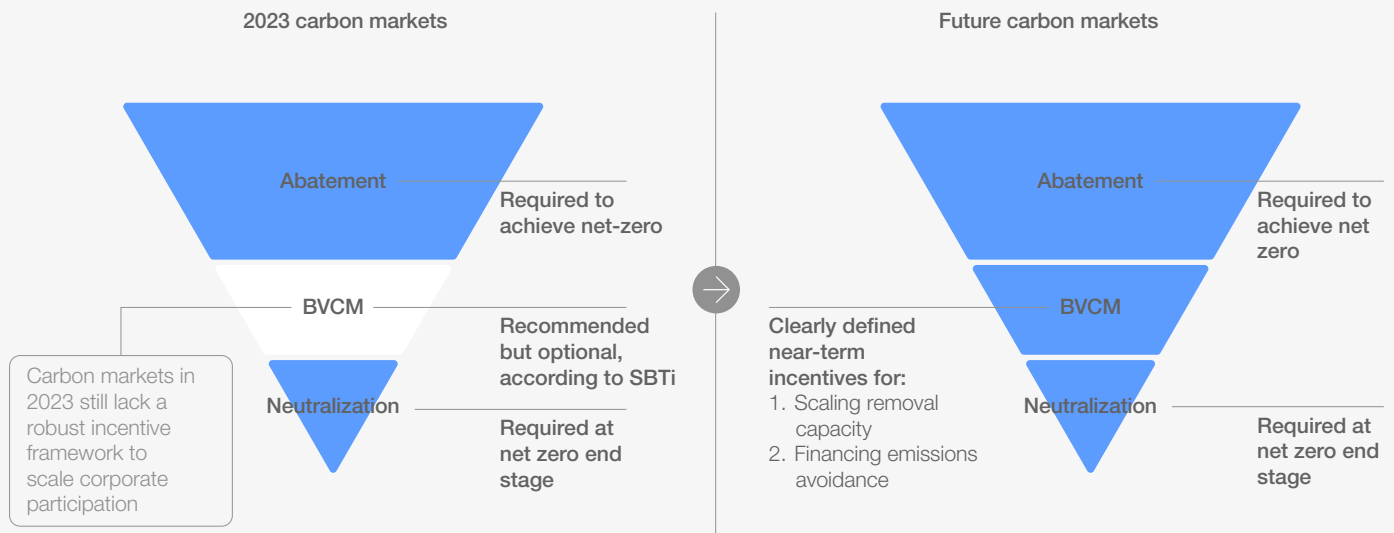 2023 carbon markets
Abatement
Required to
achieve net-zero
BVCM
Recommended
but optional,
according to SBTi
Carbon markets in
2023 still lack a
robust incentive
framework to
scale corporate
participation
Neutralization
Required at
net zero end
stage
Future carbon markets
Abatement
Required to
achieve net
zero
BVCM
Clearly defined
near-term
incentives for:
1. Scaling removal
capacity
2. Financing emissions
avoidance
Neutralization
Required at
net zero end
stage